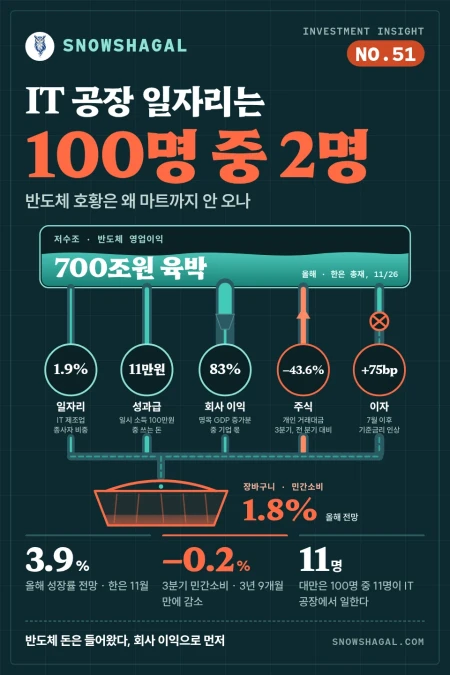 SNOWSHAGAL
INVESTMENT INSIGHT
NO.51
IT 공장 일자리는
100명 중 2명
반도체 호황은 왜 마트까지 안 오나
저수조 · 반도체 영업이익
700조원 육박
올해 · 한은 총재, 11/26
1.9%
11만원
83%
−43.6%
+75bp
일자리
성과급
회사 이익
주식
이자
IT 제조업
종사자 비중
일시 소득 100만원
중 쓰는 돈
명목 GDP 증가분
중 기업 몫
개인 거래대금
3분기, 전 분기 대비
7월 이후
기준금리 인상
장바구니 · 민간소비
1.8% 올해 전망
3.9%
올해 성장률 전망 · 한은 11월
−0.2%
3분기 민간소비 · 3년 9개월
만에 감소
11명
대만은 100명 중 11명이 IT
공장에서 일한다
반도체 돈은 들어왔다, 회사 이익으로 먼저
SNOWSHAGAL.COM